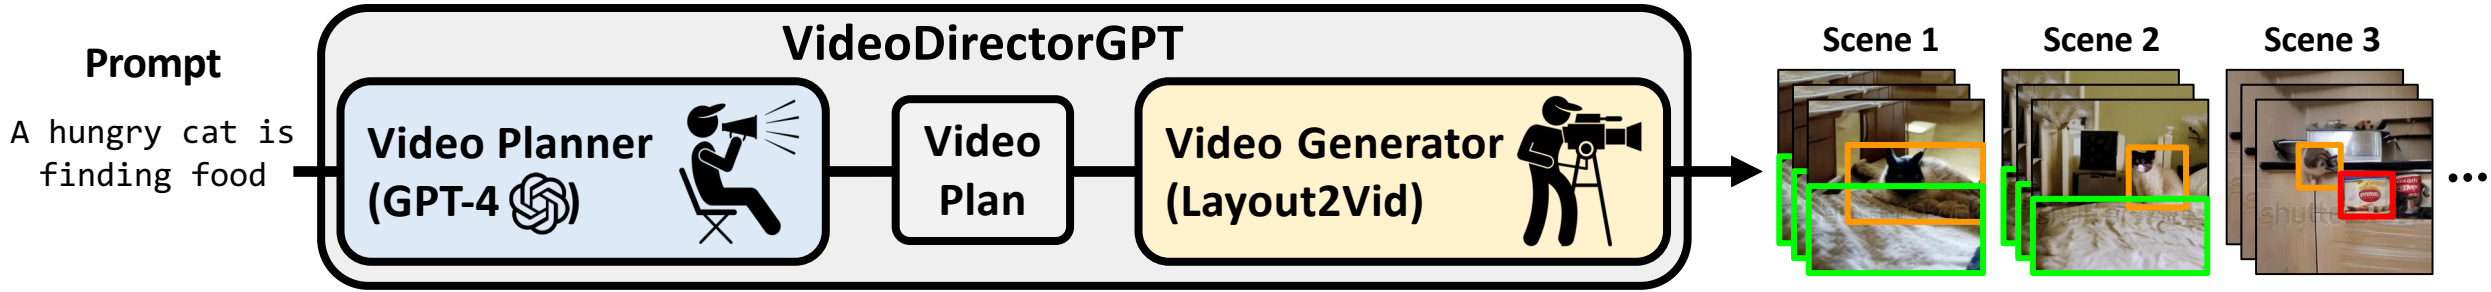 VideoDirectorGPT
Prompt
A hungry cat is
finding food
Video Planner
(GPT-4 )
Video
Plan
Video Generator
(Layout2Vid)
Scene 1
Scene 2
Scene 3
...